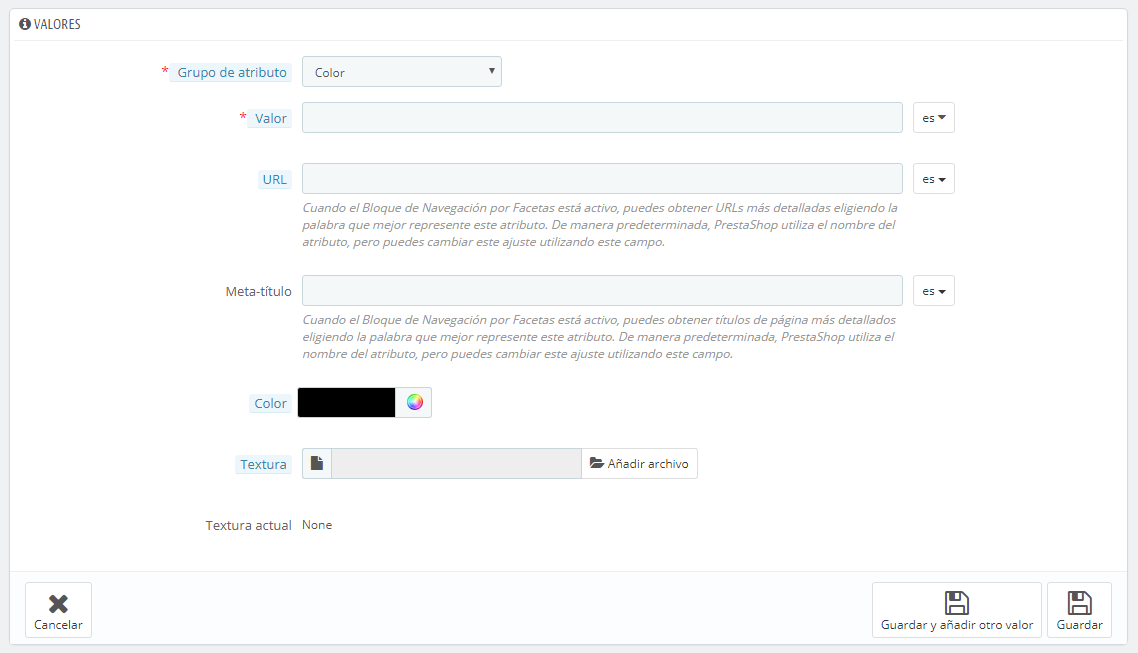 VALORES
* Grupo de atributo Color
* Valor es
URL es
Cuando el Bloque de Navegación por Facetas está activo, puedes obtener URLs más detalladas eligiendo la
palabra que mejor represente este atributo. De manera predeterminada, PrestaShop utiliza el nombre del
atributo, pero puedes cambiar este ajuste utilizando este campo.
Meta-título es
Cuando el Bloque de Navegación por Facetas está activo, puedes obtener títulos de página más detallados
eligiendo la palabra que mejor represente este atributo. De manera predeterminada, PrestaShop utiliza el
nombre del atributo, pero puedes cambiar este ajuste utilizando este campo.
Color
Textura Añadir archivo
Textura actual None
Cancelar Guardar y añadir otro valor Guardar